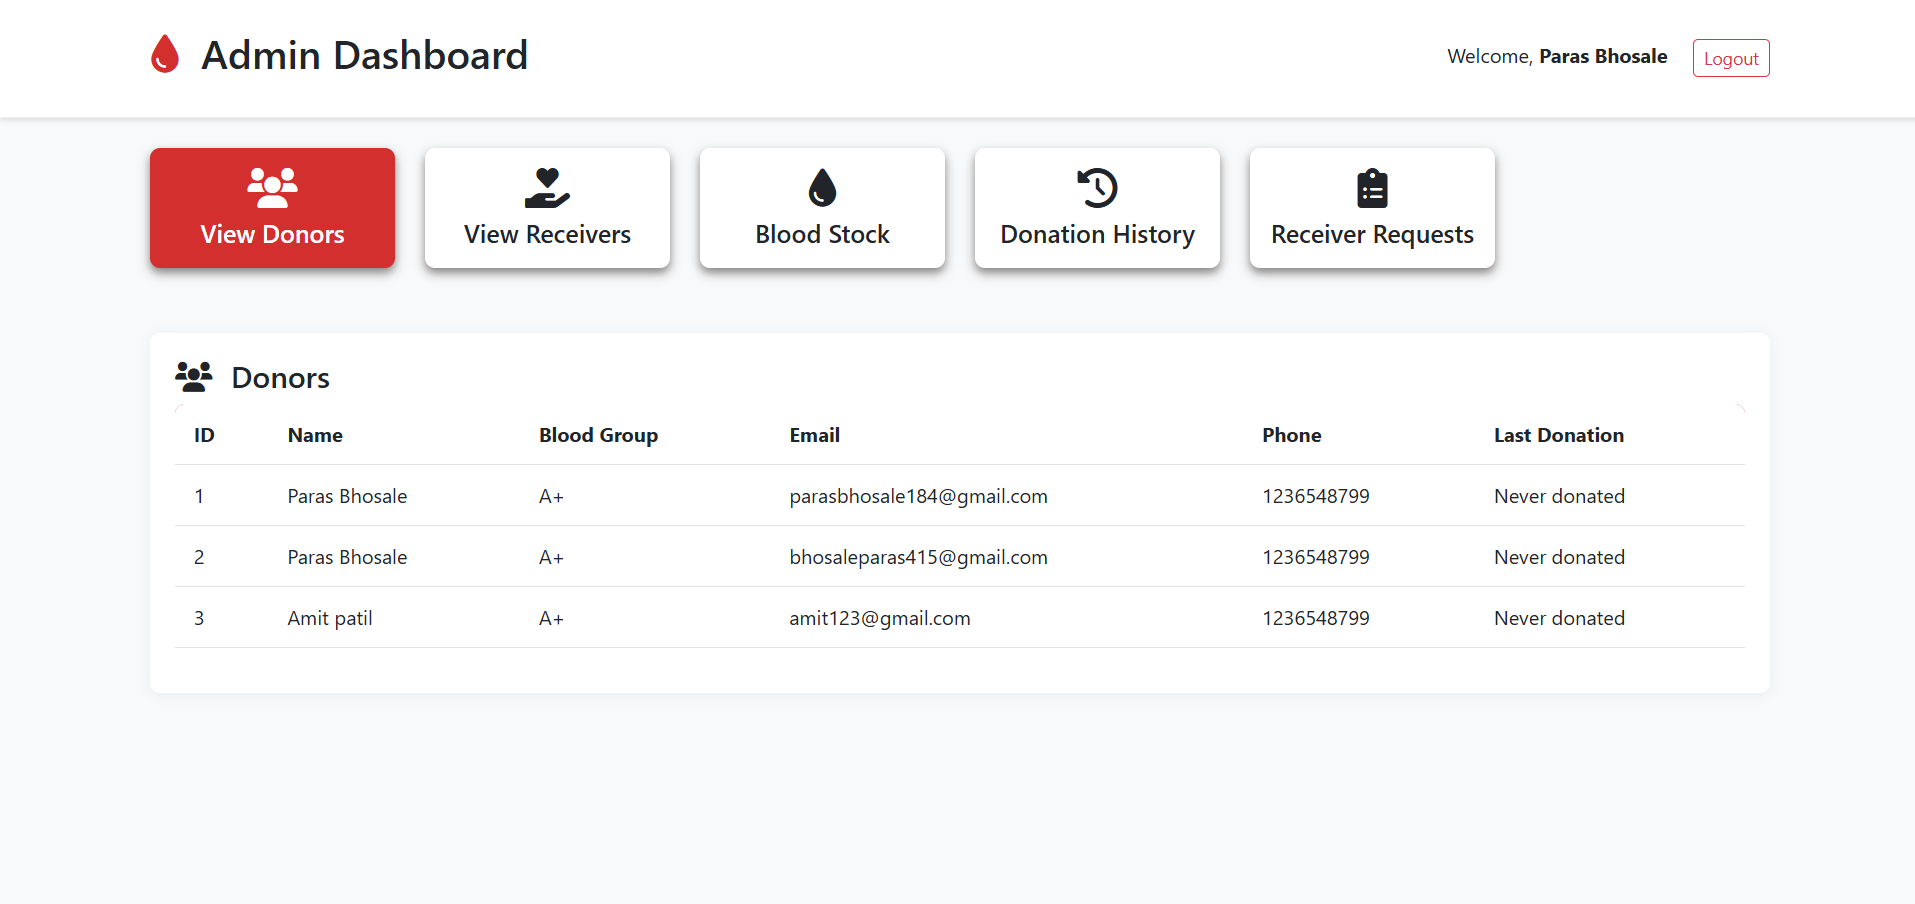 Admin Dashboard
Welcome, Paras Bhosale Logout
View Donors View Receivers Blood Stock Donation History Receiver Requests
Donors
ID Name Blood Group Email Phone Last Donation
1 Paras Bhosale A+ parasbhosale184@gmail.com 1236548799 Never donated
2 Paras Bhosale A+ bhosaleparas415@gmail.com 1236548799 Never donated
3 Amit patil A+ amit123@gmail.com 1236548799 Never donated